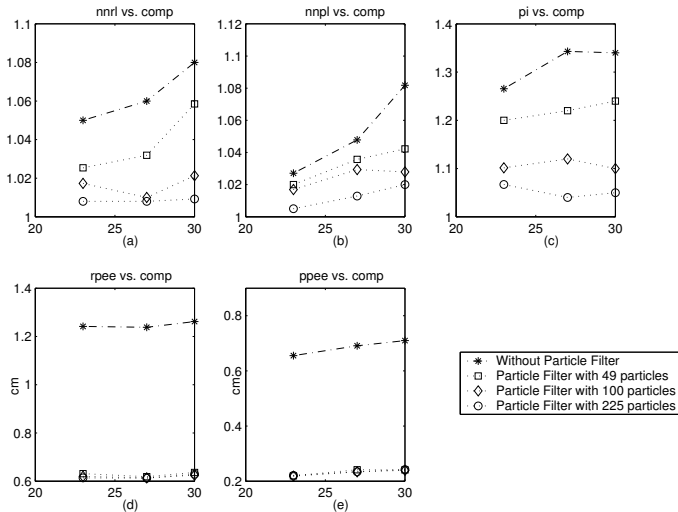 nnrl vs. comp
1.1
1.08
1.06
1.04
1.02
1
20
25
30
(a)
nnpl vs. comp
1.12
1.1
1.08
1.06
1.04
1.02
1
20
25
30
(b)
pi vs. comp
1.4
1.3
1.2
1.1
1
20
25
30
(c)
rpee vs. comp
1.4
1.2
1
0.8
0.6
cm
20
25
30
(d)
ppee vs. comp
0.8
0.6
0.4
0.2
cm
20
25
30
(e)
Without Particle Filter
Particle Filter with 49 particles
Particle Filter with 100 particles
Particle Filter with 225 particles